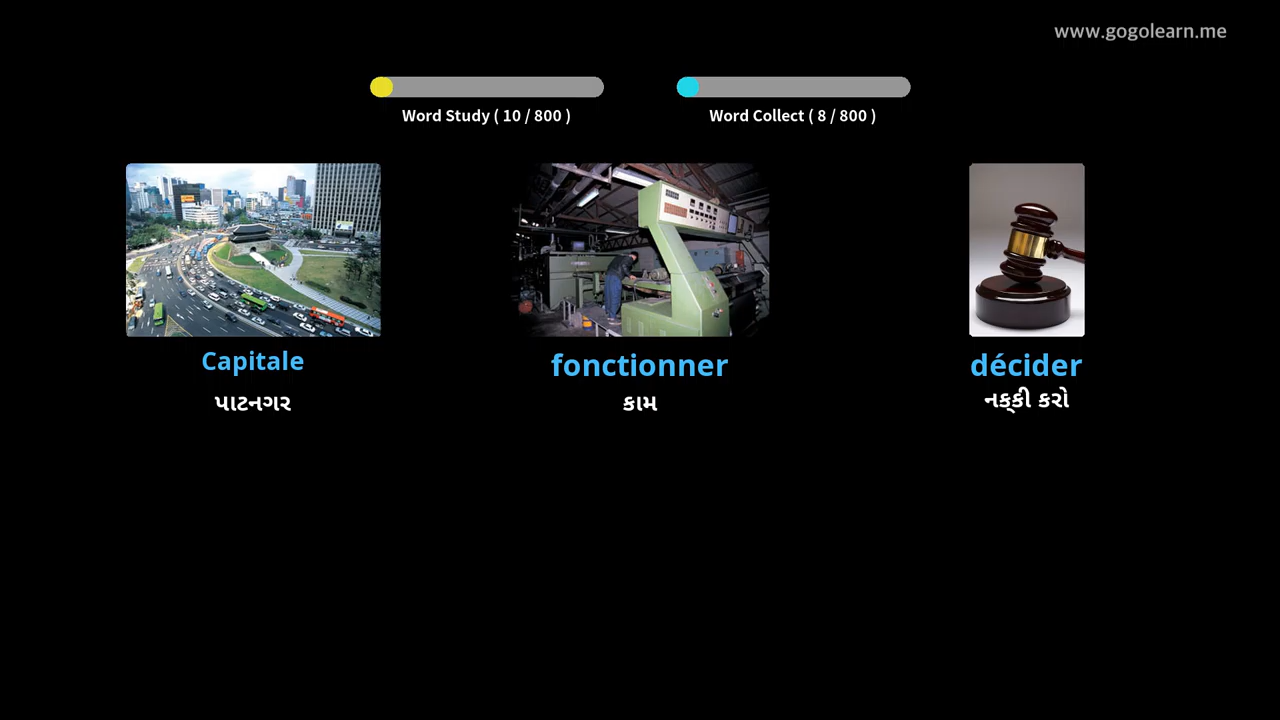 www.gogolearn.me
Word Study ( 10 / 800 )
Word Collect ( 8 / 800 )
Capitale
fonctionner
décider
પાટનગર
કામ
નક્કી કરો